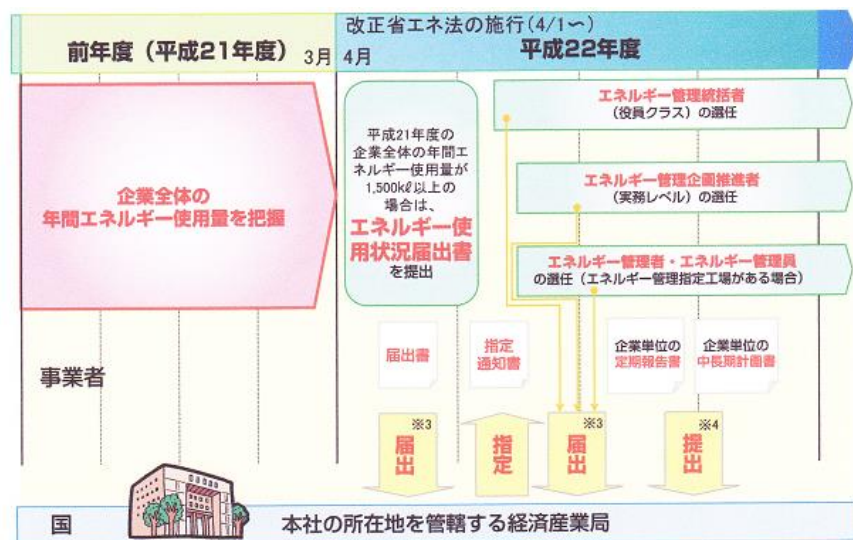 改正省エネ法の施行(4/1〜)
前年度（平成21年度） 3月 4月 平成22年度
企業全体の
年間エネルギー使用量を把握
平成21年度の
企業全体の年間エ
ネルギー使用量が
1,500kℓ以上の
場合は、
エネルギー使
用状況届出書
を提出
エネルギー管理統括者
（役員クラス）の選任
エネルギー管理企画推進者
（実務レベル）の選任
エネルギー管理者・エネルギー管理員
の選任（エネルギー管理指定工場がある場合）
事業者
届出書
指定
通知書
企業単位の
定期報告書
企業単位の
中長期計画書
※3
届出
指定
※3
届出
※4
提出
国 本社の所在地を管轄する経済産業局